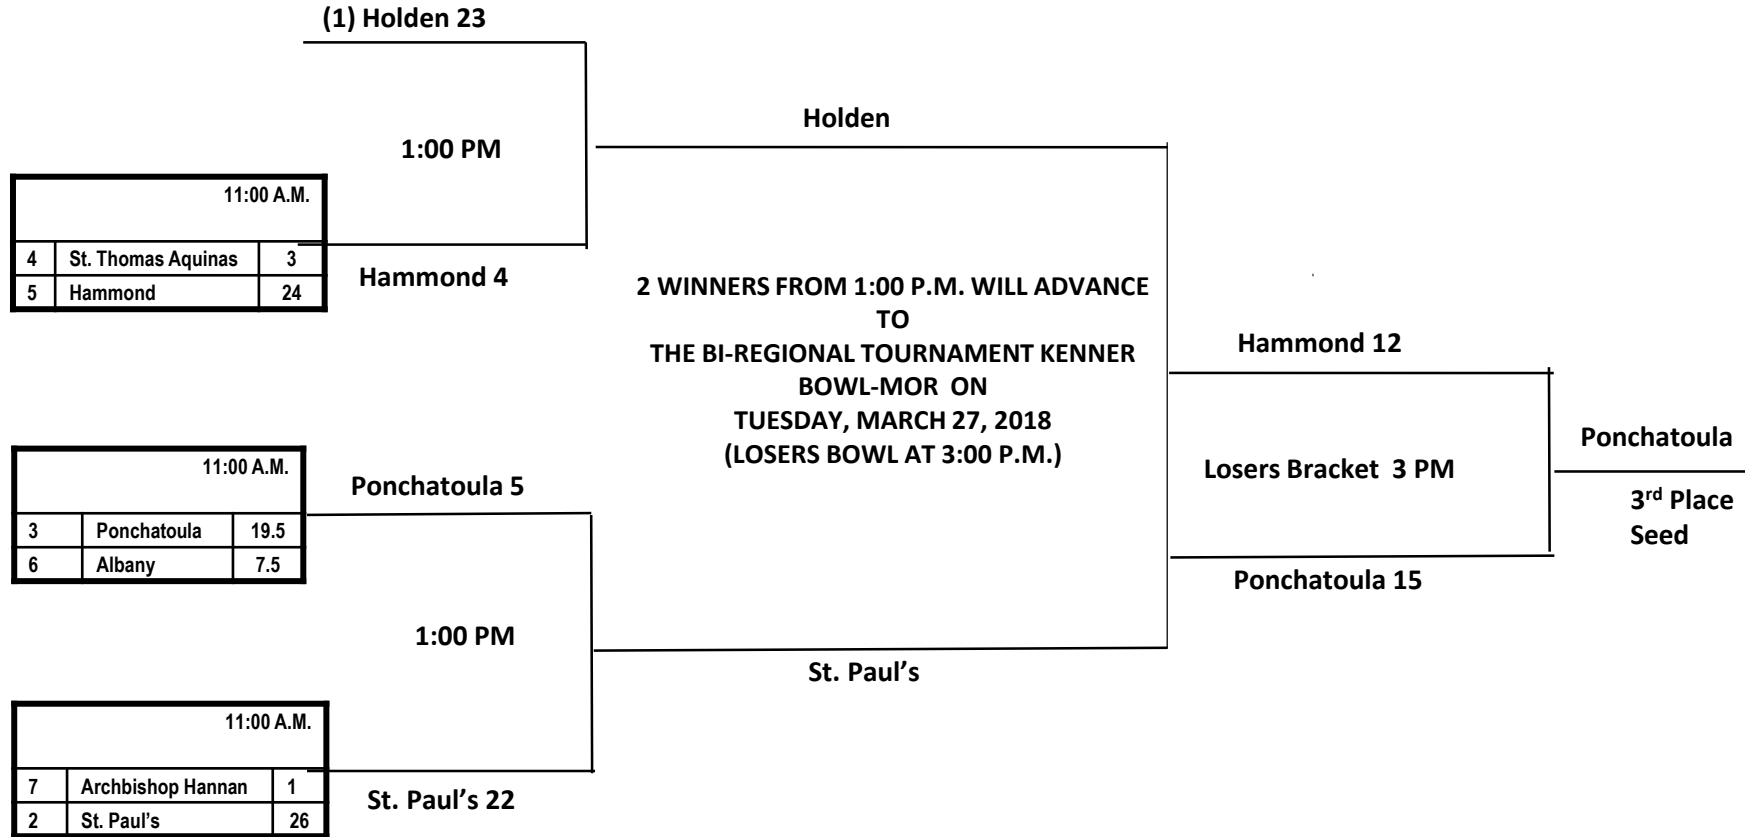 (1) Holden 23
1:00 PM
Holden
11:00 A.M.
4 St. Thomas Aquinas 3
5 Hammond 24
Hammond 4
2 WINNERS FROM 1:00 P.M. WILL ADVANCE
TO
THE BI-REGIONAL TOURNAMENT KENNER
BOWL-MOR ON
TUESDAY, MARCH 27, 2018
(LOSERS BOWL AT 3:00 P.M.)
Hammond 12
Losers Bracket 3 PM
Ponchatoula 15
Ponchatoula
3rd Place
Seed
11:00 A.M.
3 Ponchatoula 19.5
6 Albany 7.5
Ponchatoula 5
1:00 PM
St. Paul’s
11:00 A.M.
7 Archbishop Hannan 1
2 St. Paul’s 26
St. Paul’s 22